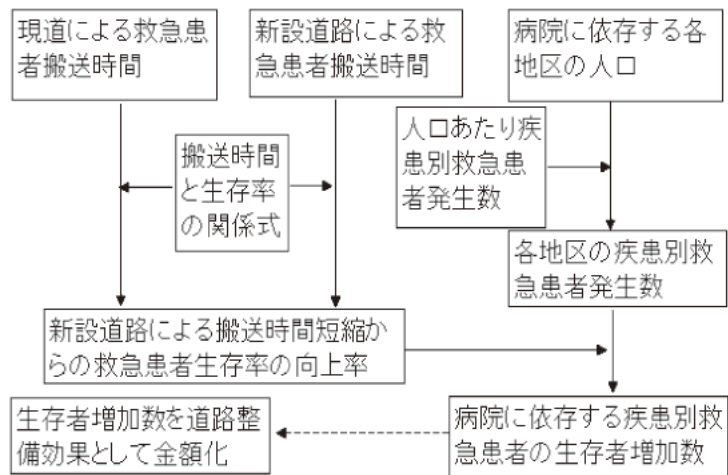 現道による救急患
者搬送時間
新設道路による救
急患者搬送時間
病院に依存する各
地区の人口
人口あたり疾
患別救急患
者発生数
搬送時間
と生存率
の関係式
各地区の疾患別救
急患者発生数
新設道路による搬送時間短縮か
らの救急患者生存率の向上率
生存者増加数を道路整
備効果として金額化
病院に依存する疾患別救
急患者の生存者増加数